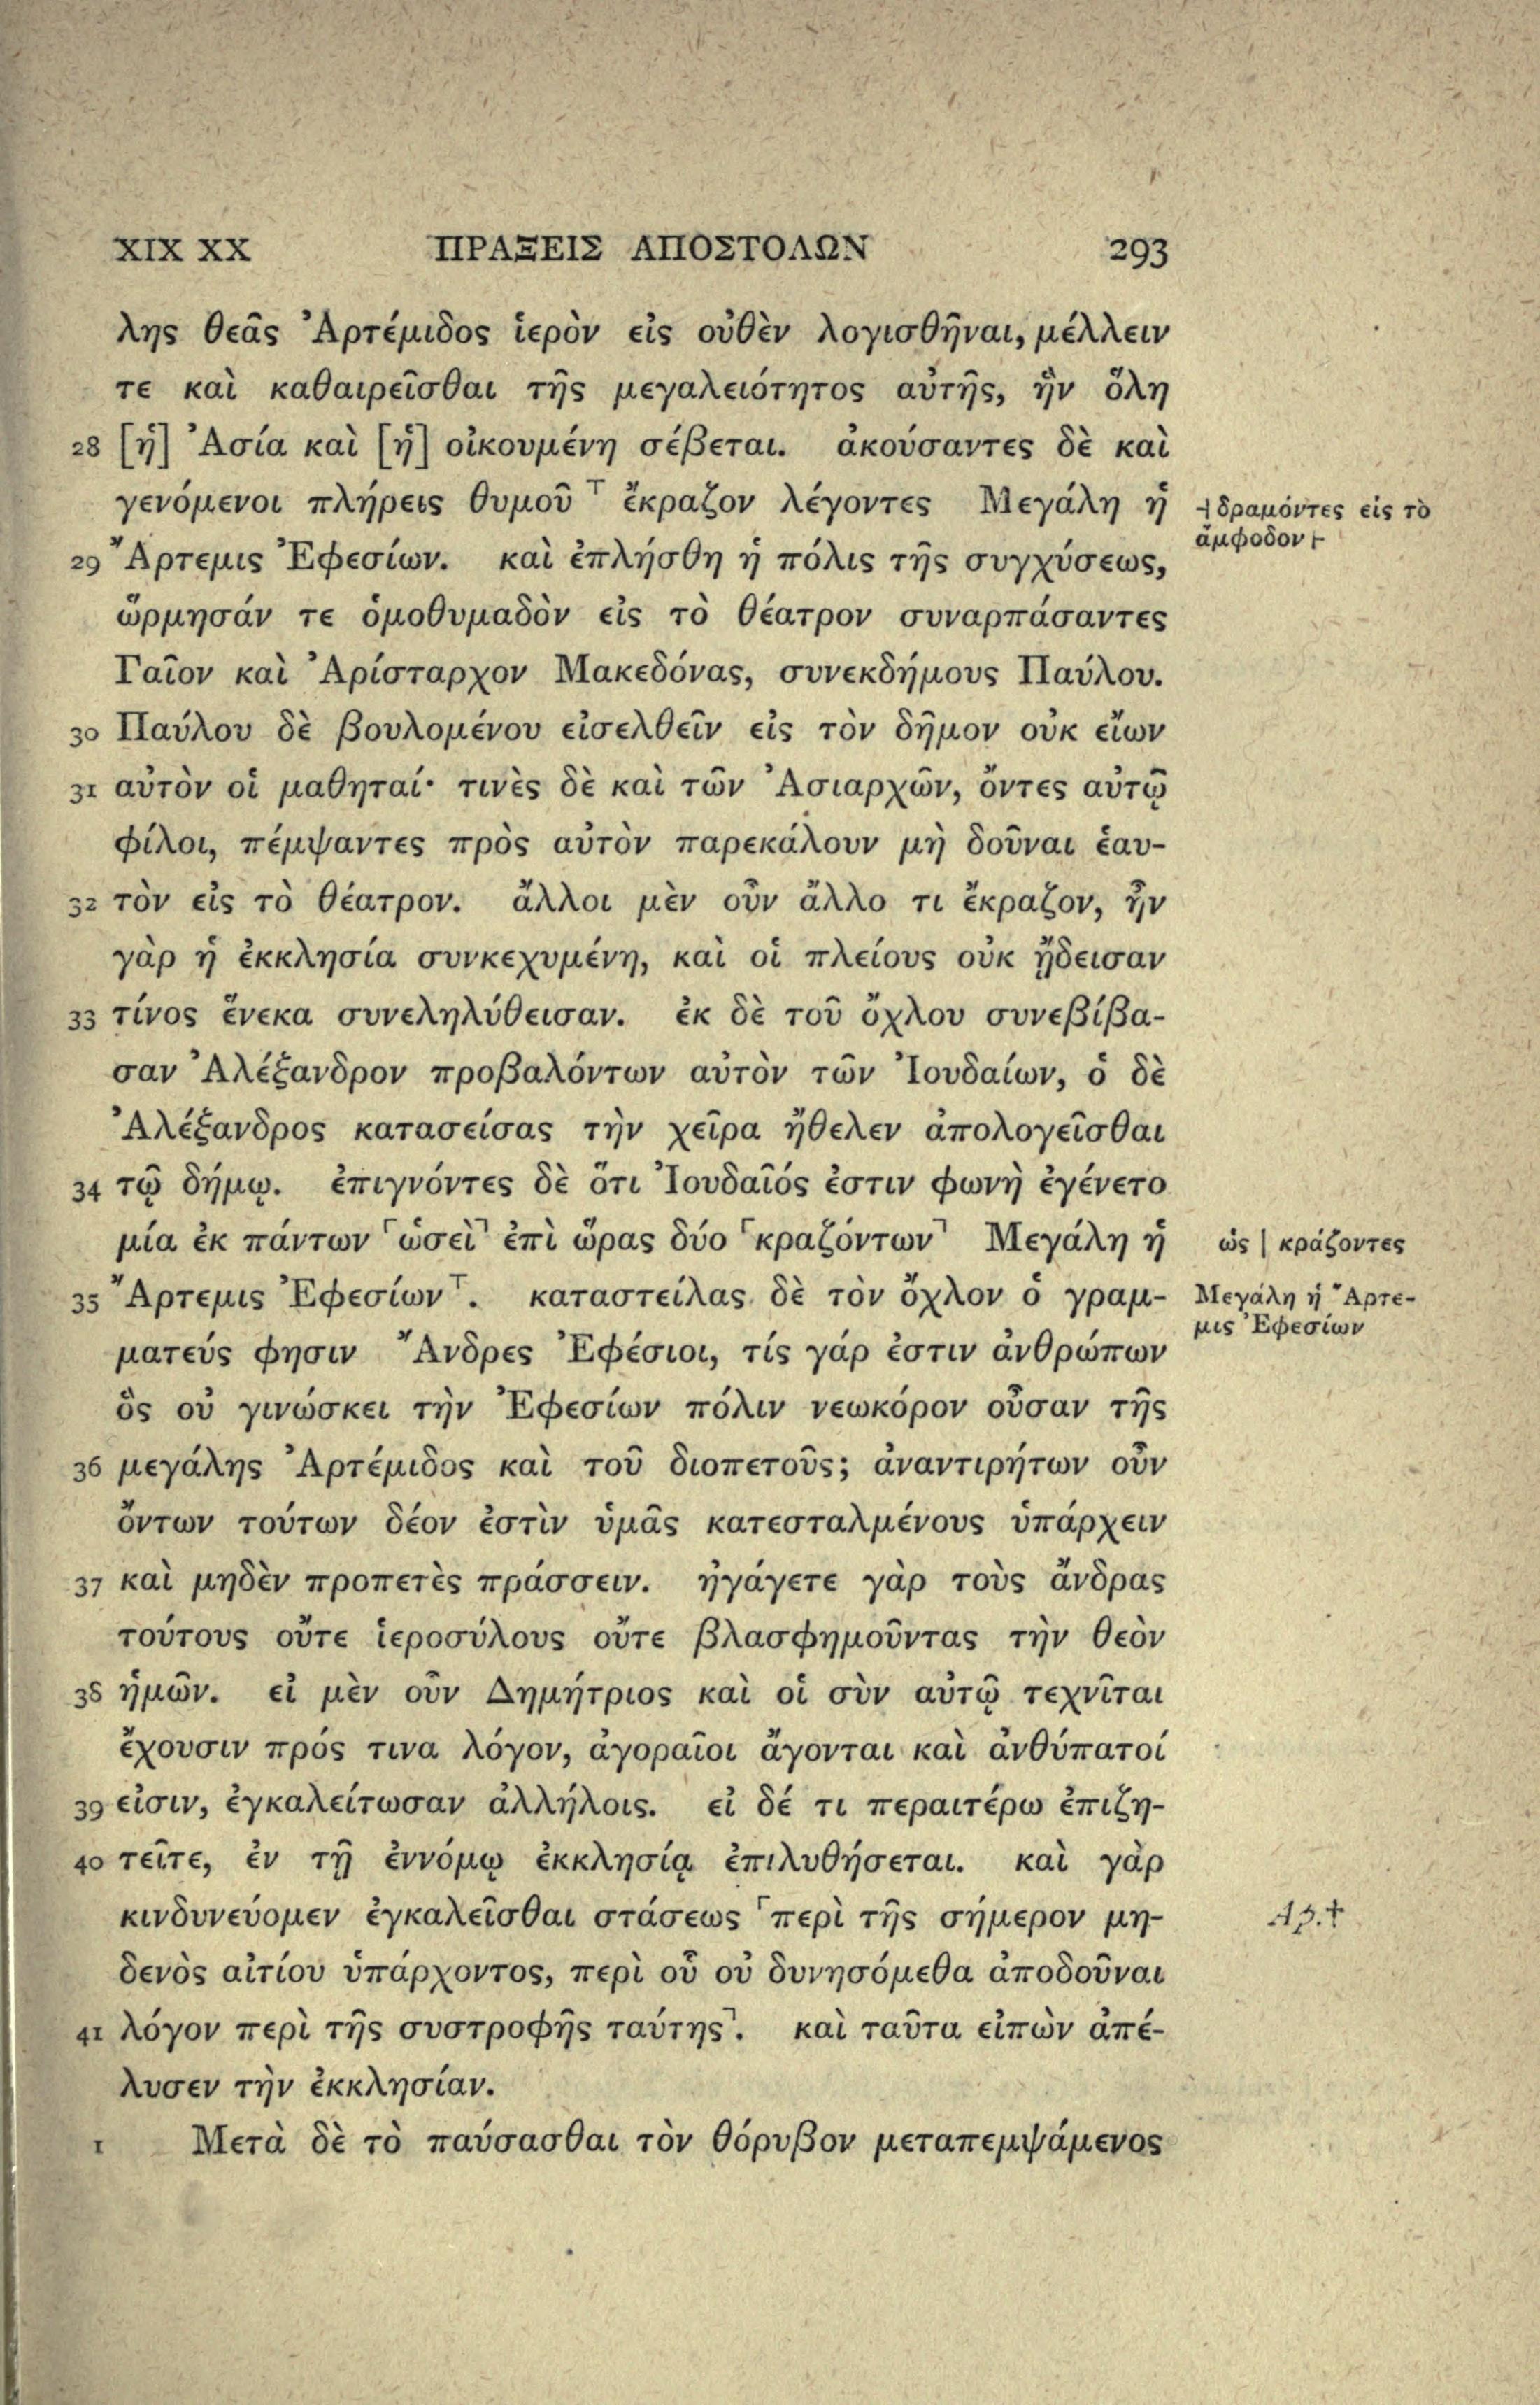 XIX XX ΠΡΑΞΕΙΣ ΑΠΟΣΤΟΛΩΝ 293
λης θεᾶς Ἀρτέμιδος ἱερὸν εἰς οὐθὲν λογισθῆναι, μέλλειν
τε καὶ καθαιρεῖσθαι τῆς μεγαλειότητος αὐτῆς, ἣν ὅλη
28 [ἡ] Ἀσία καὶ [ἡ] οἰκουμένη σέβεται. ἀκούσαντες δὲ καὶ
γενόμενοι πλήρεις θυμοῦ ⸆ ἔκραζον λέγοντες Μεγάλη ἡ
⊣δραμόντες εἰς τὸ
ἄμφοδον⊢
29 Ἄρτεμις Ἐφεσίων. καὶ ἐπλήσθη ἡ πόλις τῆς συγχύσεως,
ὥρμησάν τε ὁμοθυμαδὸν εἰς τὸ θέατρον συναρπάσαντες
Γαῖον καὶ Ἀρίσταρχον Μακεδόνας, συνεκδήμους Παύλου.
30 Παύλου δὲ βουλομένου εἰσελθεῖν εἰς τὸν δῆμον οὐκ εἴων
31 αὐτὸν οἱ μαθηταί· τινὲς δὲ καὶ τῶν Ἀσιαρχῶν, ὄντες αὐτῷ
φίλοι, πέμψαντες πρὸς αὐτὸν παρεκάλουν μὴ δοῦναι ἑαυ-
32 τὸν εἰς τὸ θέατρον. ἄλλοι μὲν οὖν ἄλλο τι ἔκραζον, ἦν
γὰρ ἡ ἐκκλησία συνκεχυμένη, καὶ οἱ πλείους οὐκ ᾔδεισαν
33 τίνος ἕνεκα συνεληλύθεισαν. ἐκ δὲ τοῦ ὄχλου συνεβίβα-
σαν Ἀλέξανδρον προβαλόντων αὐτὸν τῶν Ἰουδαίων, ὁ δὲ
Ἀλέξανδρος κατασείσας τὴν χεῖρα ἤθελεν ἀπολογεῖσθαι
34 τῷ δήμῳ. ἐπιγνόντες δὲ ὅτι Ἰουδαῖός ἐστιν φωνὴ ἐγένετο
μία ἐκ πάντων ⸢ὡσεὶ⸣ ἐπὶ ὥρας δύο ⸢κραζόντων⸣ Μεγάλη ἡ
ὡς | κράζοντες
35 Ἄρτεμις Ἐφεσίων⸆. καταστείλας δὲ τὸν ὄχλον ὁ γραμ-
Μεγάλη ἡ Ἄρτε-
μις Ἐφεσίων
ματεύς φησιν Ἄνδρες Ἐφέσιοι, τίς γάρ ἐστιν ἀνθρώπων
ὃς οὐ γινώσκει τὴν Ἐφεσίων πόλιν νεωκόρον οὖσαν τῆς
36 μεγάλης Ἀρτέμιδος καὶ τοῦ διοπετοῦς; ἀναντιρήτων οὖν
ὄντων τούτων δέον ἐστὶν ὑμᾶς κατεσταλμένους ὑπάρχειν
37 καὶ μηδὲν προπετὲς πράσσειν. ἠγάγετε γὰρ τοὺς ἄνδρας
τούτους οὔτε ἱεροσύλους οὔτε βλασφημοῦντας τὴν θεὸν
38 ἡμῶν. εἰ μὲν οὖν Δημήτριος καὶ οἱ σὺν αὐτῷ τεχνῖται
ἔχουσιν πρός τινα λόγον, ἀγοραῖοι ἄγονται καὶ ἀνθύπατοί
39 εἰσιν, ἐγκαλείτωσαν ἀλλήλοις. εἰ δέ τι περαιτέρω ἐπιζη-
40 τεῖτε, ἐν τῇ ἐννόμῳ ἐκκλησίᾳ ἐπιλυθήσεται. καὶ γὰρ
κινδυνεύομεν ἐγκαλεῖσθαι στάσεως ⸢περὶ τῆς σήμερον μη-
Ap.†
δενὸς αἰτίου ὑπάρχοντος, περὶ οὗ οὐ δυνησόμεθα ἀποδοῦναι
41 λόγον περὶ τῆς συστροφῆς ταύτης⸣. καὶ ταῦτα εἰπὼν ἀπέ-
λυσεν τὴν ἐκκλησίαν.
1 Μετὰ δὲ τὸ παύσασθαι τὸν θόρυβον μεταπεμψάμενος